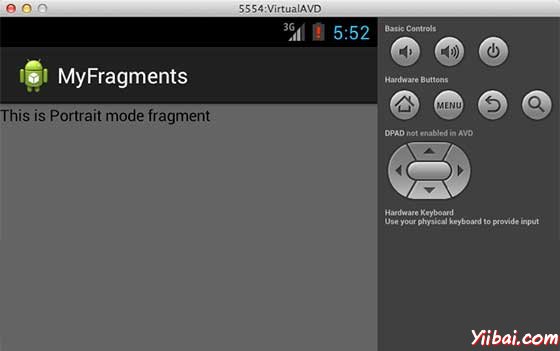 5554:VirtualAVD
3G 5:52
MyFragments
This is Portrait mode fragment
Basic Controls
Hardware Buttons
MENU
DPAD not enabled in AVD
Hardware Keyboard
Use your physical keyboard to provide input
Yiibai.com